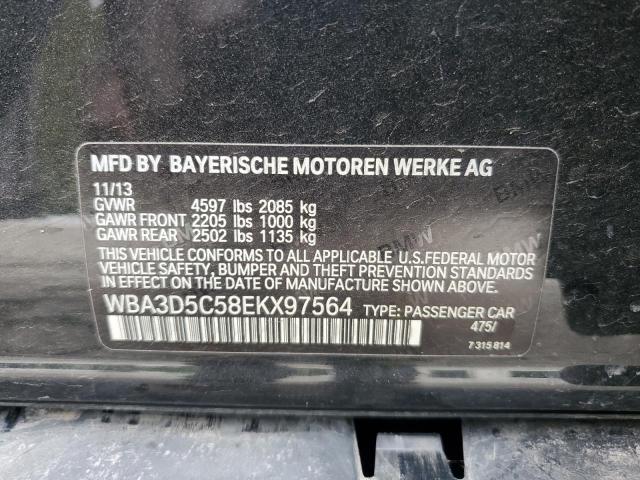 MFD BY BAYERISCHE MOTOREN WERKE AG
11/13
GVWR 4597 lbs 2085 kg
GAWR FRONT 2205 lbs 1000 kg
GAWR REAR 2502 lbs 1135 kg
THIS VEHICLE CONFORMS TO ALL APPLICABLE U.S.FEDERAL MOTOR
VEHICLE SAFETY, BUMPER AND THEFT PREVENTION STANDARDS
IN EFFECT ON THE DATE OF MANUFACTURE SHOWN ABOVE.
WBA3D5C58EKX97564 TYPE: PASSENGER CAR
475/
7 315 814